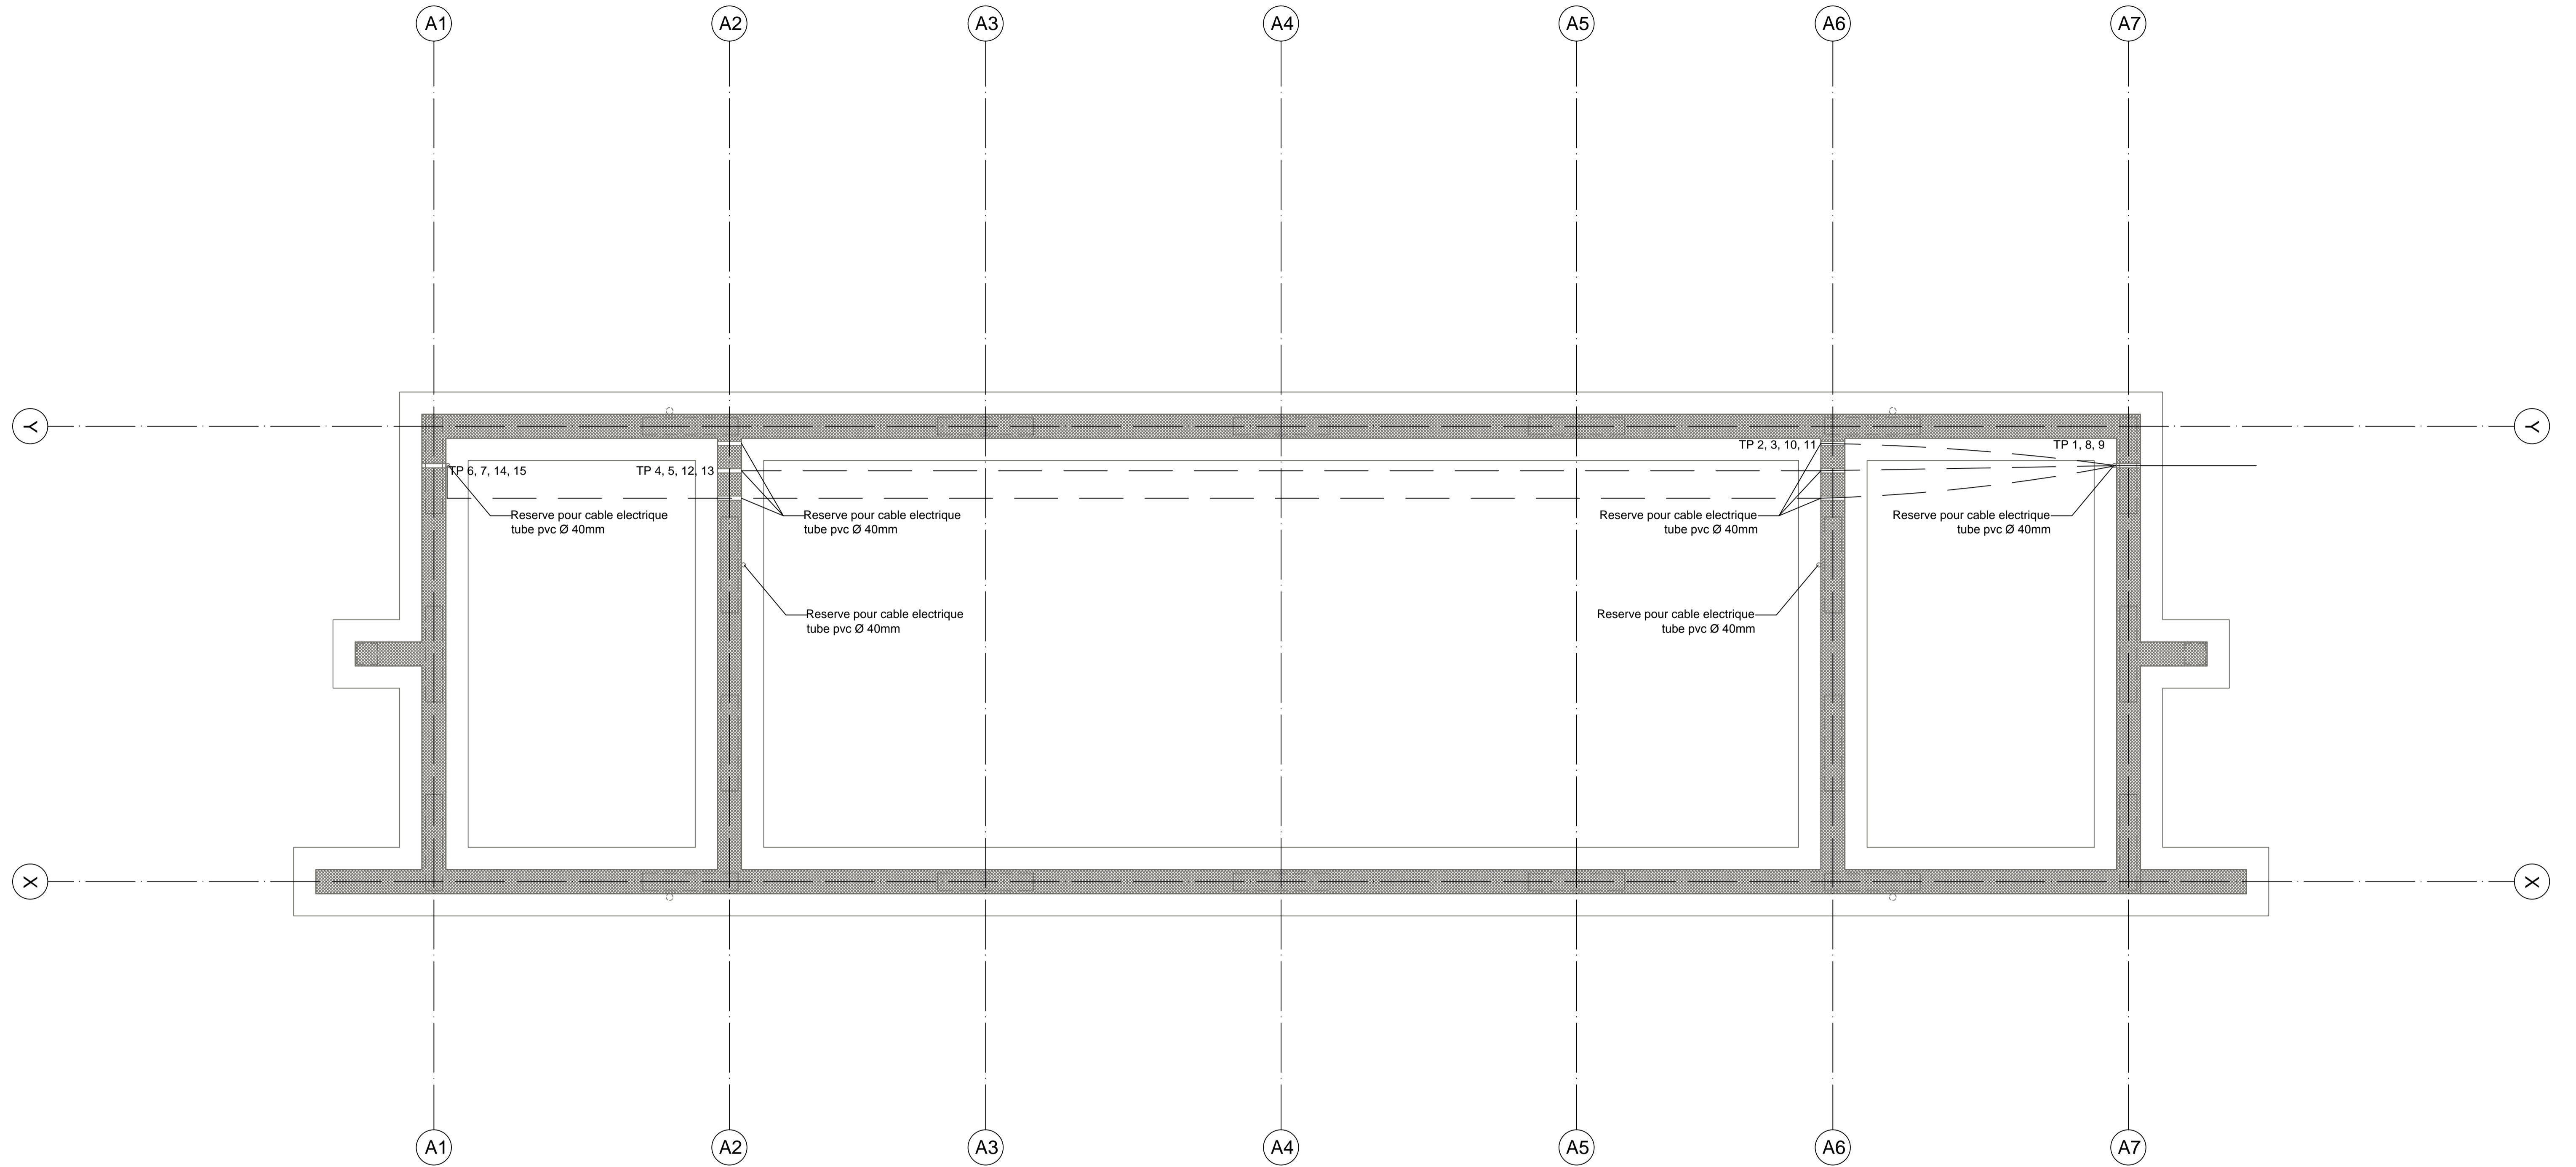 A1
A2
A3
A4
A5
A6
A7
Y
Y
TP 2, 3, 10, 11
TP 1, 8, 9
TP 6, 7, 14, 15
TP 4, 5, 12, 13
Reserve pour cable electrique
tube pvc Ø 40mm
Reserve pour cable electrique
tube pvc Ø 40mm
Reserve pour cable electrique
tube pvc Ø 40mm
Reserve pour cable electrique
tube pvc Ø 40mm
Reserve pour cable electrique
tube pvc Ø 40mm
Reserve pour cable electrique
tube pvc Ø 40mm
X
X
A1
A2
A3
A4
A5
A6
A7